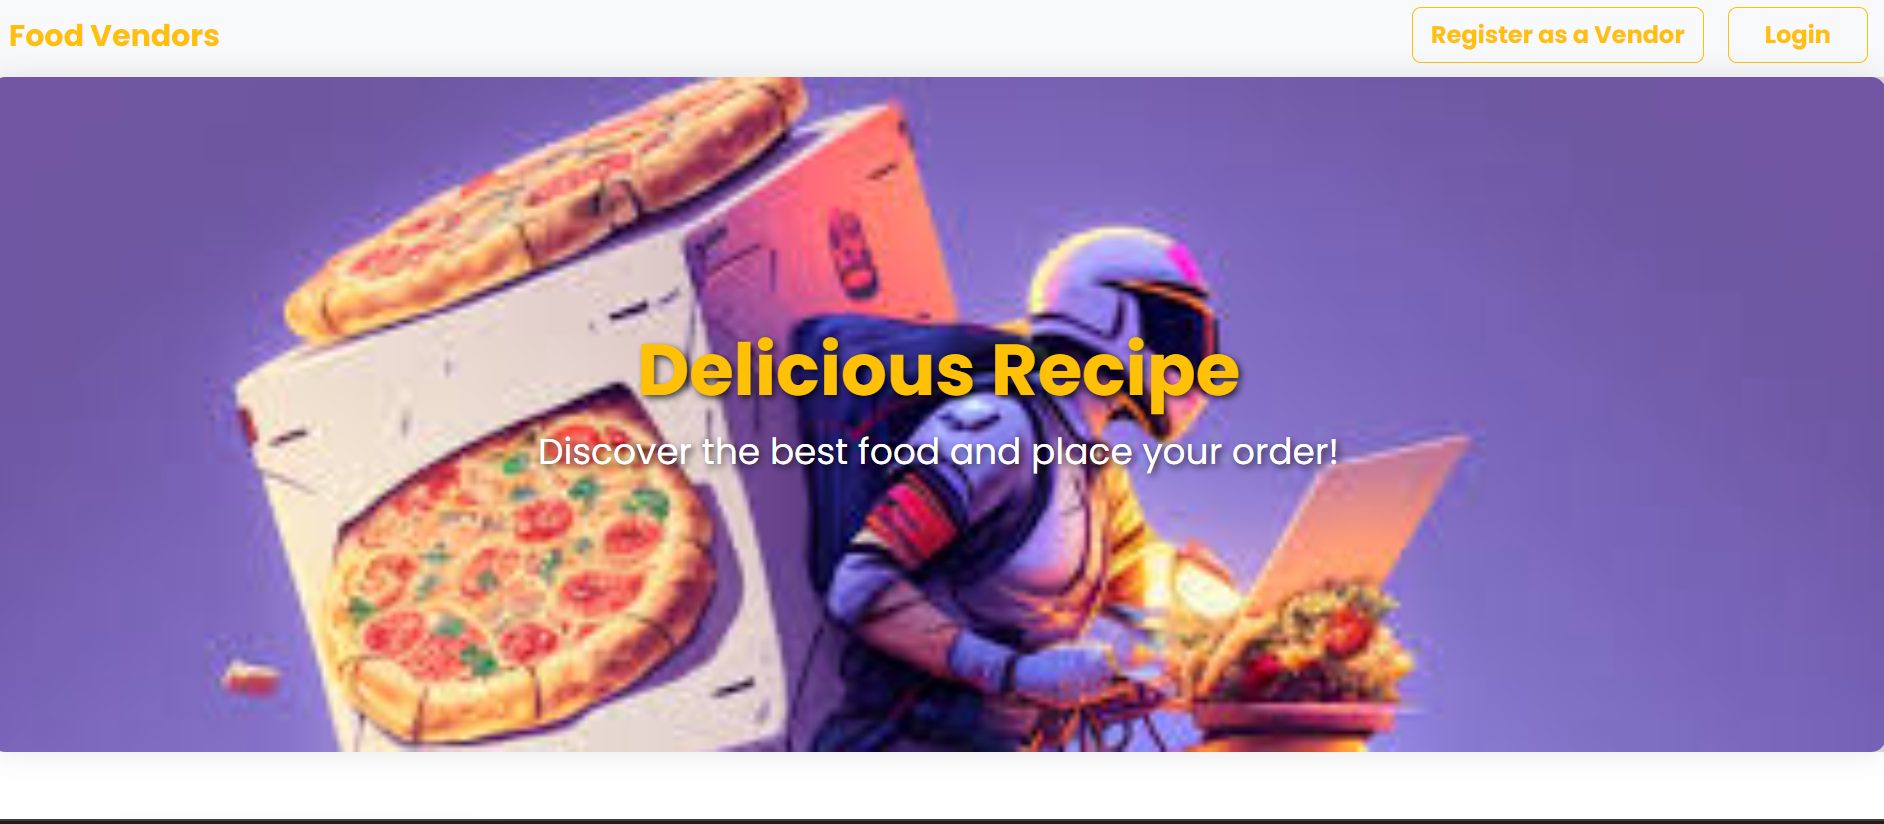 Food Vendors
Register as a Vendor
Login
Delicious Recipe
Discover the best food and place your order!